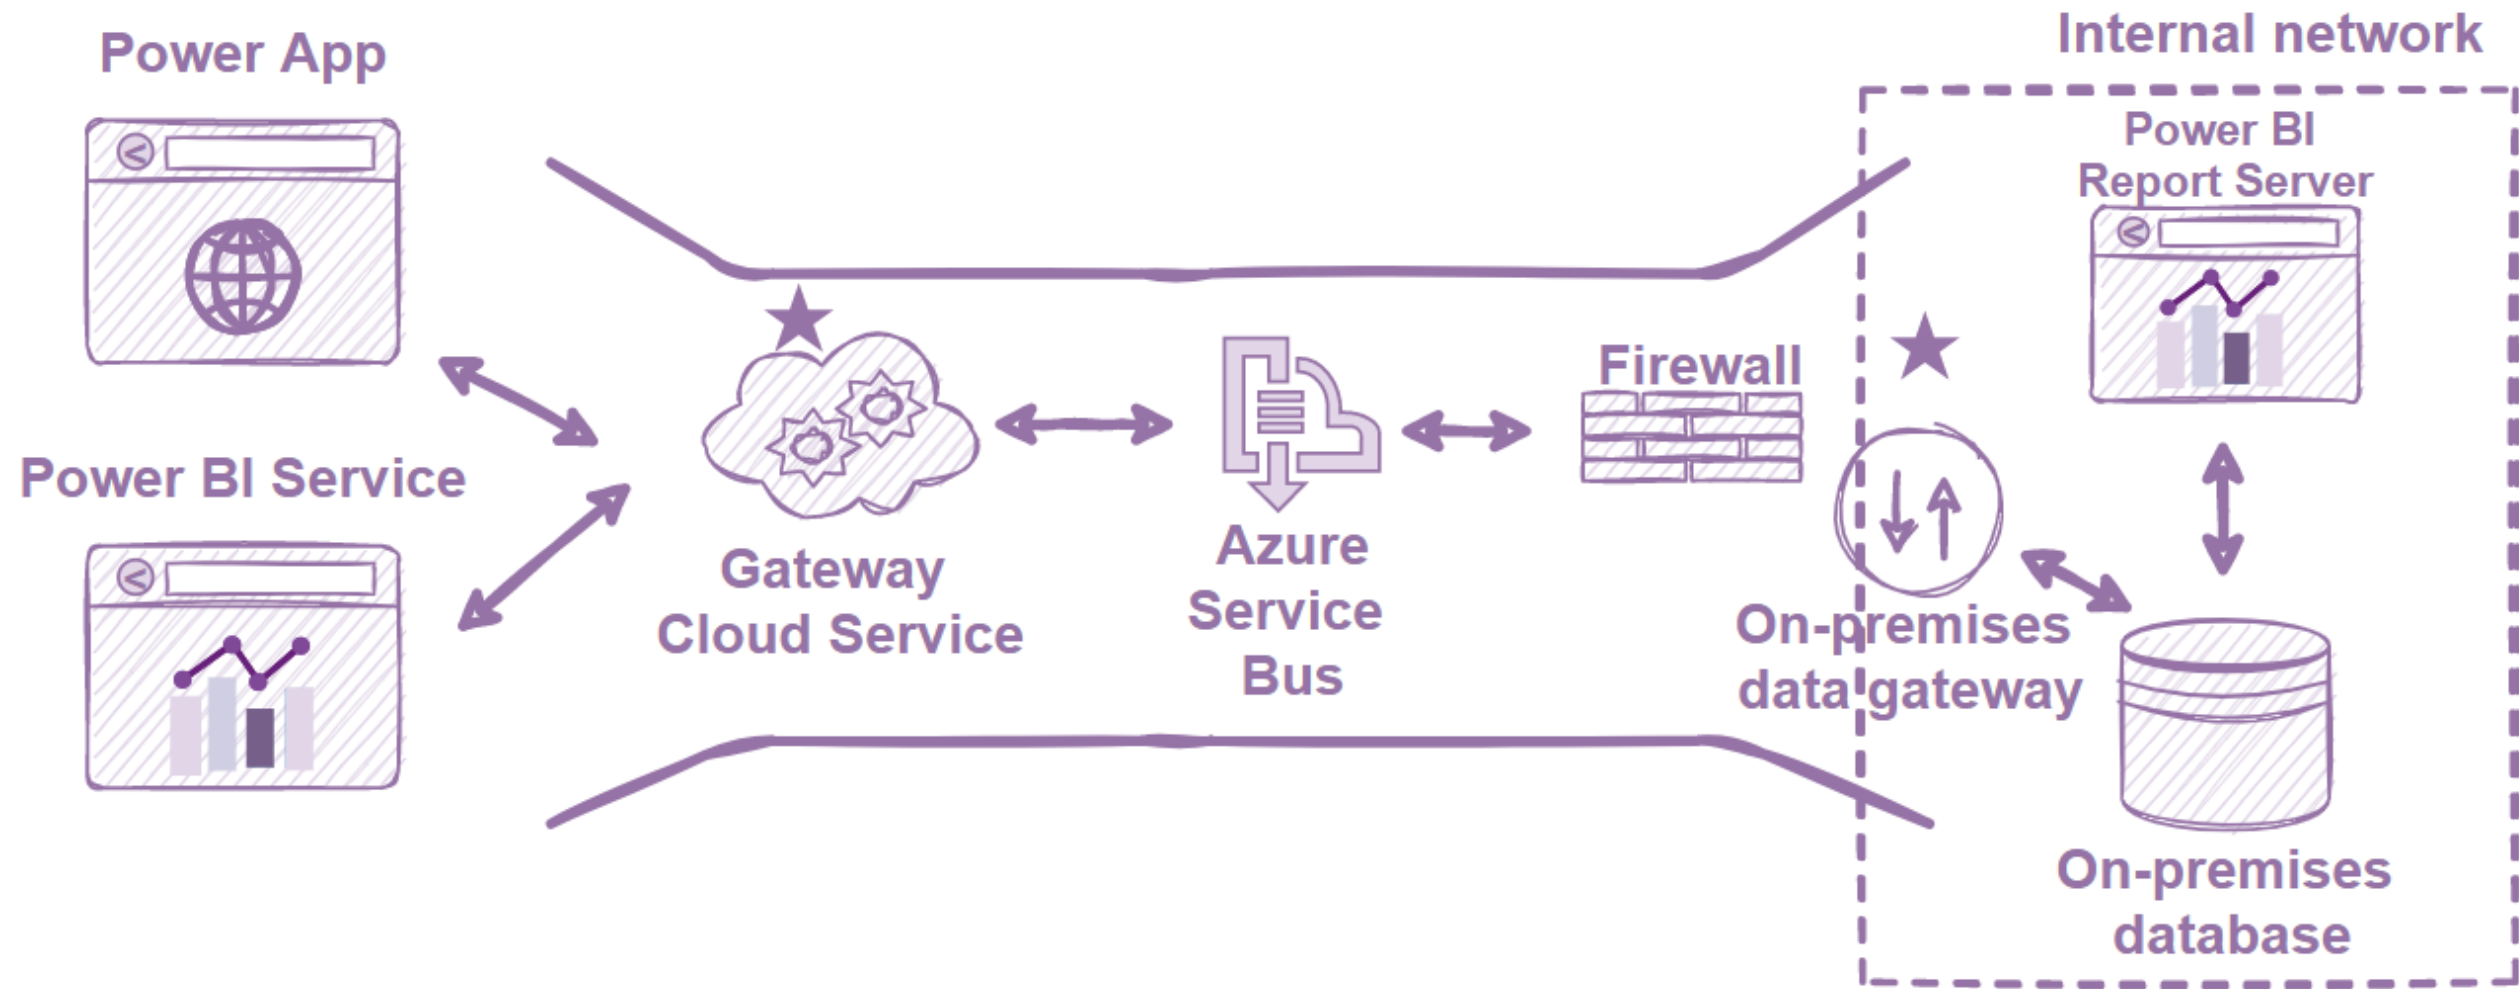 Power App
Power BI Service
Gateway
Cloud Service
Azure
Service
Bus
Firewall
Internal network
Power BI
Report Server
On-premises
data gateway
On-premises
database